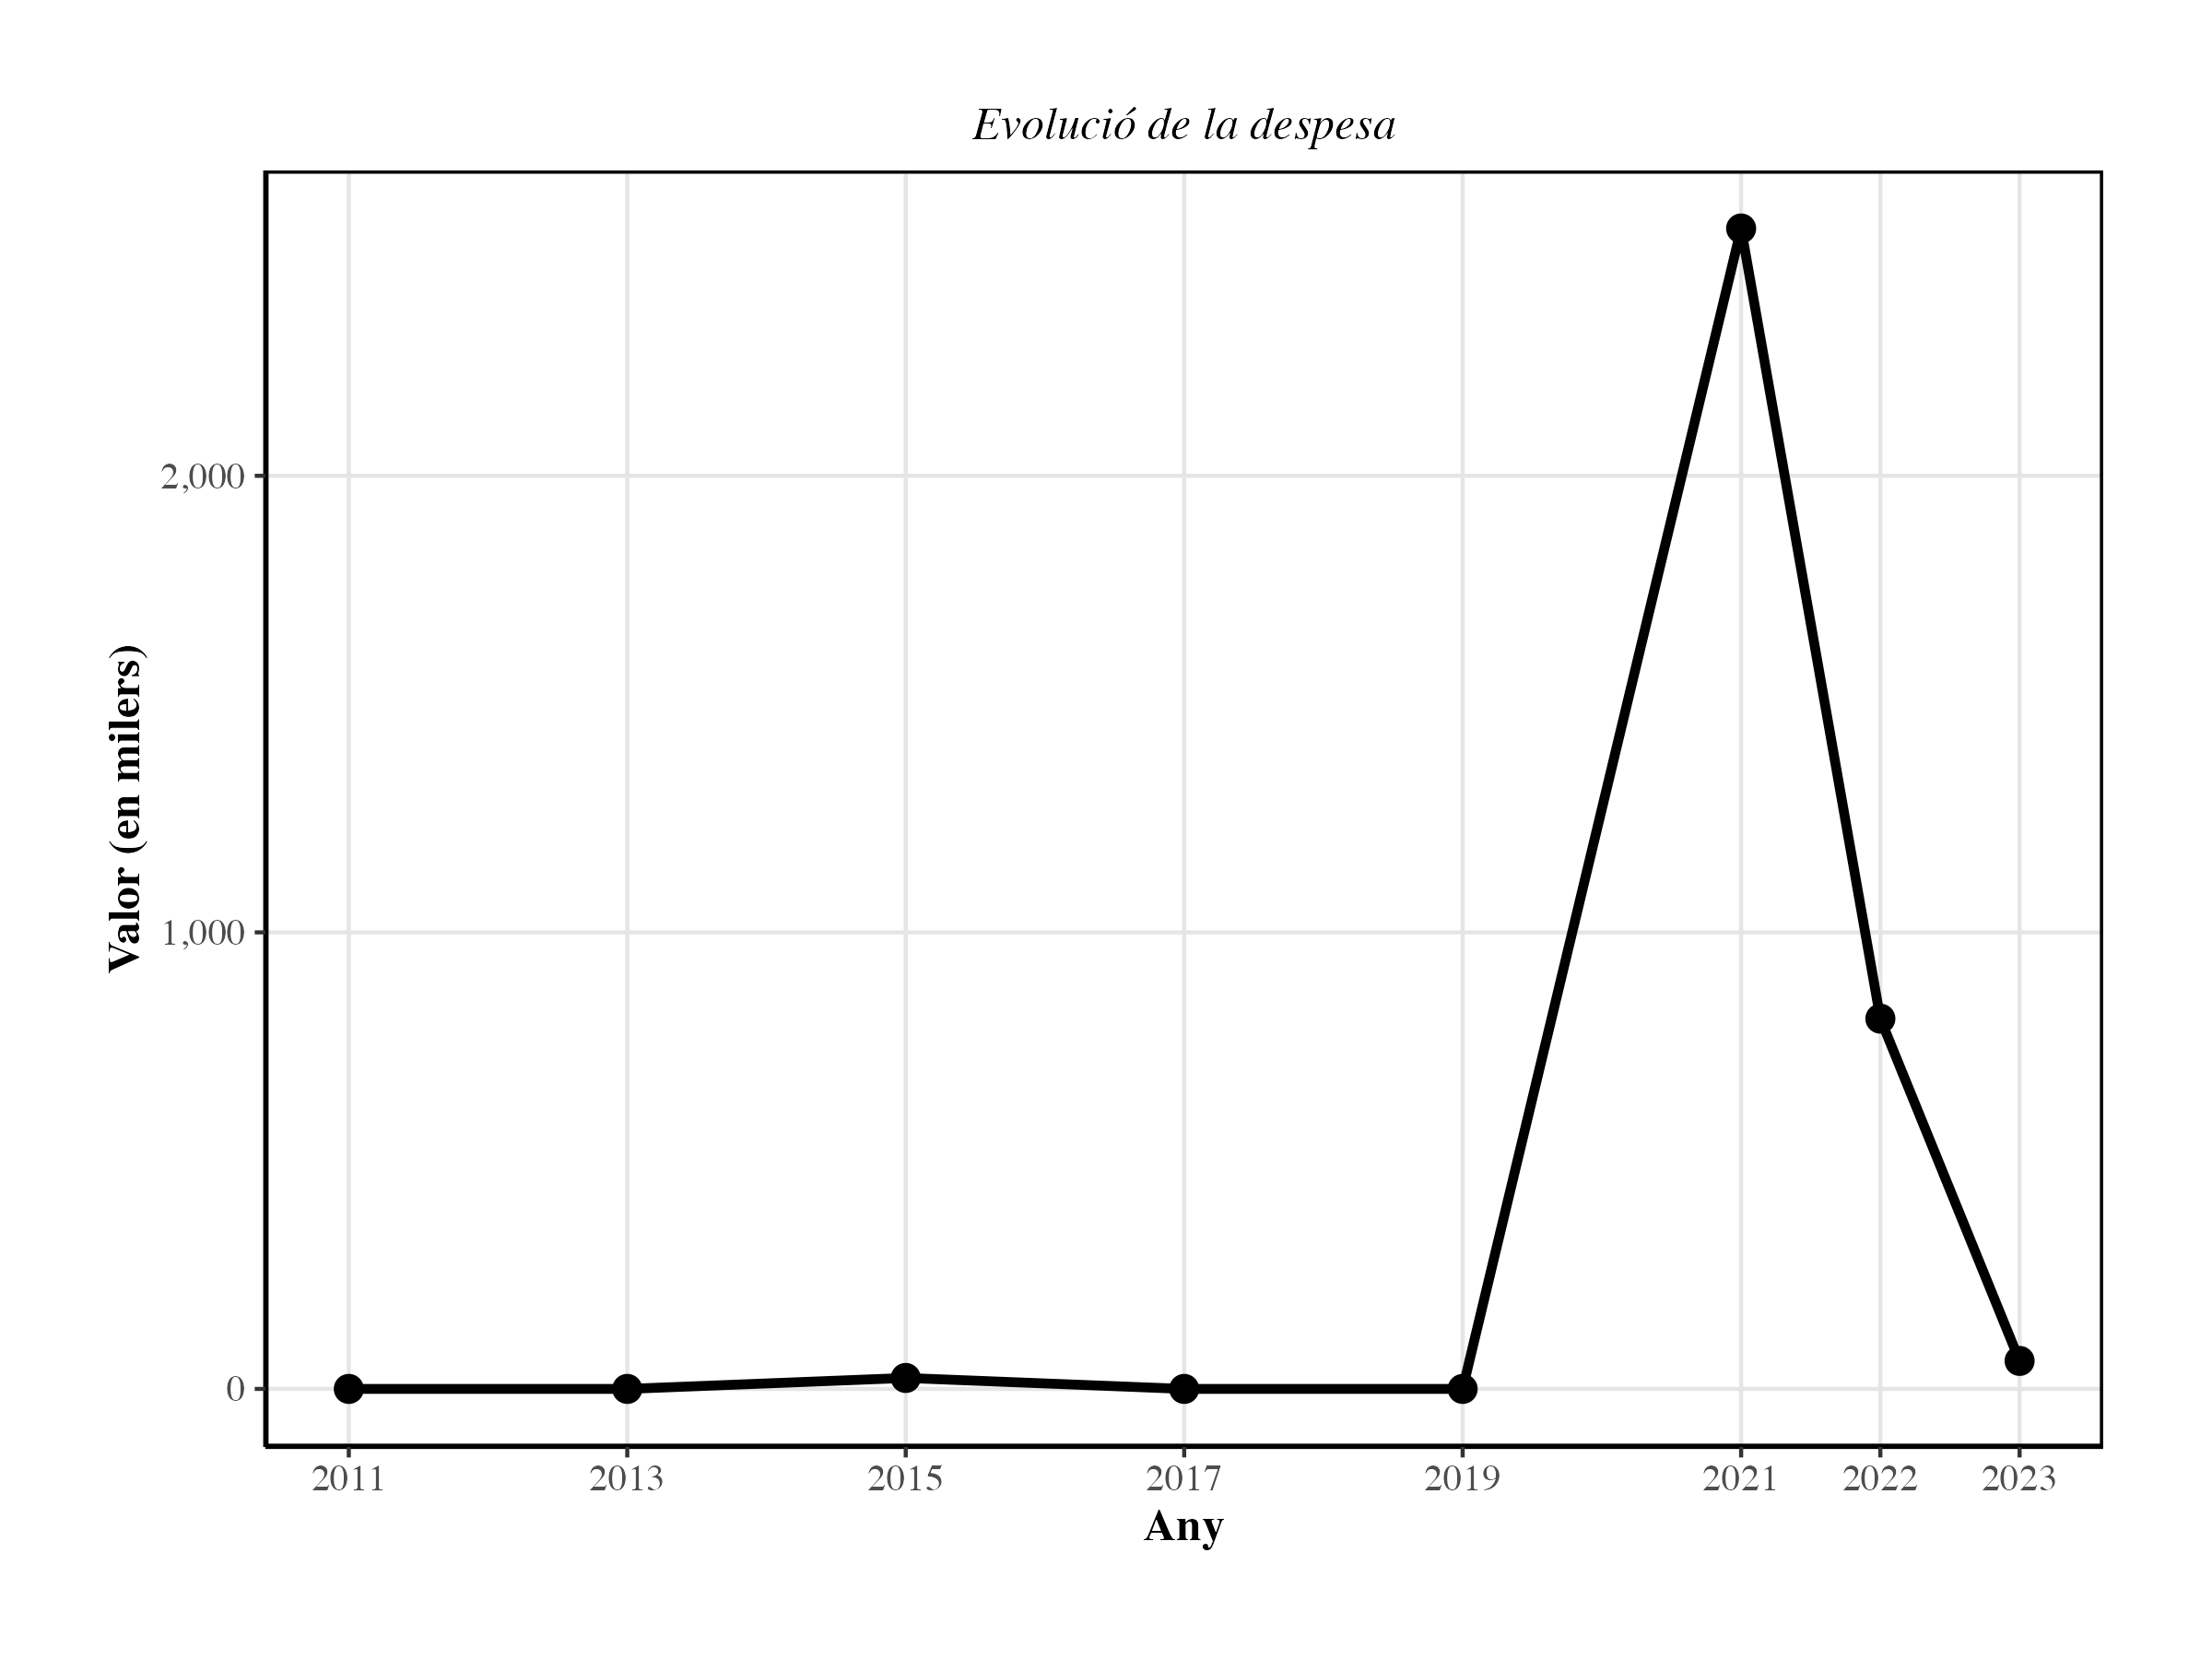 Evolució de la despesa
Valor (en milers)
2,000
1,000
0
2011 2013 2015 2017 2019 2021 2022 2023
Any